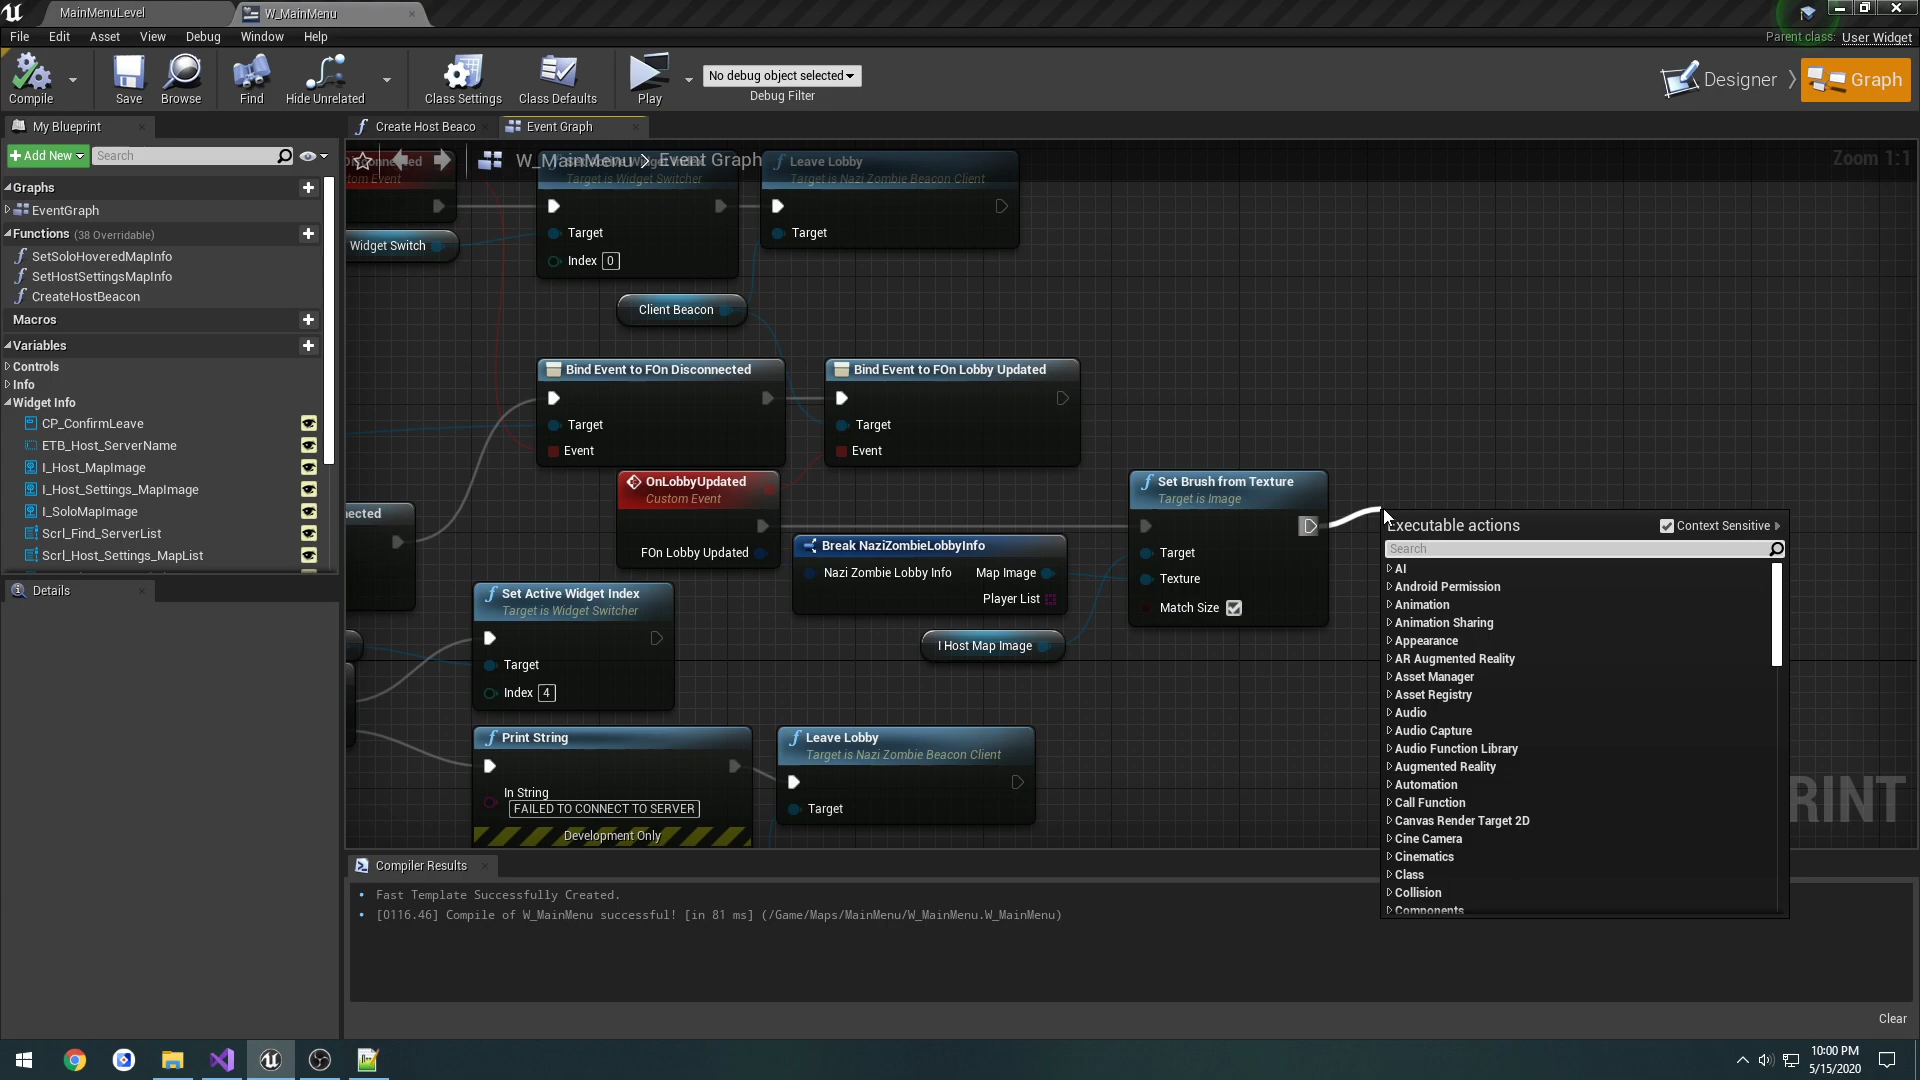 MainMenuLevel
W_MainMenu
File Edit Asset View Debug Window Help
Parent class: User Widget
Compile
Save
Browse
Find
Hide Unrelated
Class Settings
Class Defaults
Play
No debug object selected
Debug Filter
Designer
Graph
My Blueprint
Create Host Beaco
Event Graph
Add New
Search
W_MainMenu > Event Graph
Zoom 1:1
Graphs
EventGraph
Functions (38 Overridable)
SetSoloHoveredMapInfo
SetHostSettingsMapInfo
CreateHostBeacon
Macros
Variables
Controls
Info
Widget Info
CP_ConfirmLeave
ETB_Host_ServerName
I_Host_MapImage
I_Host_Settings_MapImage
I_SoloMapImage
Scrl_Find_ServerList
Scrl_Host_Settings_MapList
Details
Target is Widget Switcher
Target
Index 0
Widget Switch
Leave Lobby
Target is Nazi Zombie Beacon Client
Target
Client Beacon
Bind Event to FOn Disconnected
Target
Event
Bind Event to FOn Lobby Updated
Target
Event
OnLobbyUpdated
Custom Event
FOn Lobby Updated
Break NaziZombieLobbyInfo
Nazi Zombie Lobby Info Map Image
Player List
I Host Map Image
Set Brush from Texture
Target is Image
Target
Texture
Match Size
nected
Set Active Widget Index
Target is Widget Switcher
Target
Index 4
Print String
In String
FAILED TO CONNECT TO SERVER
Development Only
Leave Lobby
Target is Nazi Zombie Beacon Client
Target
RINT
Executable actions
Context Sensitive
Search
AI
Android Permission
Animation
Animation Sharing
Appearance
AR Augmented Reality
Asset Manager
Asset Registry
Audio
Audio Capture
Audio Function Library
Augmented Reality
Automation
Call Function
Canvas Render Target 2D
Cine Camera
Cinematics
Class
Collision
Components
Compiler Results
Fast Template Successfully Created.
[0116.46] Compile of W_MainMenu successful! [in 81 ms] (/Game/Maps/MainMenu/W_MainMenu.W_MainMenu)
Clear
10:00 PM
5/15/2020